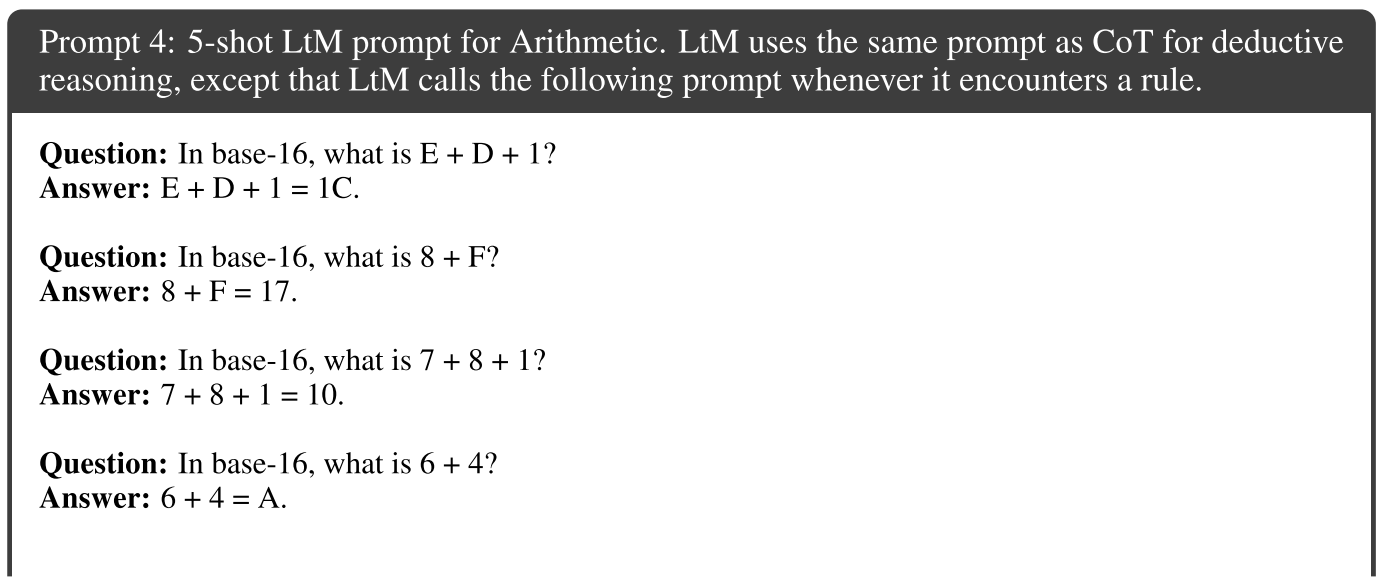 Prompt 4: 5-shot LtM prompt for Arithmetic. LtM uses the same prompt as CoT for deductive
reasoning, except that LtM calls the following prompt whenever it encounters a rule.
Question: In base-16, what is E + D + 1?
Answer: E + D + 1 = 1C.
Question: In base-16, what is 8 + F?
Answer: 8 + F = 17.
Question: In base-16, what is 7 + 8 + 1?
Answer: 7 + 8 + 1 = 10.
Question: In base-16, what is 6 + 4?
Answer: 6 + 4 = A.